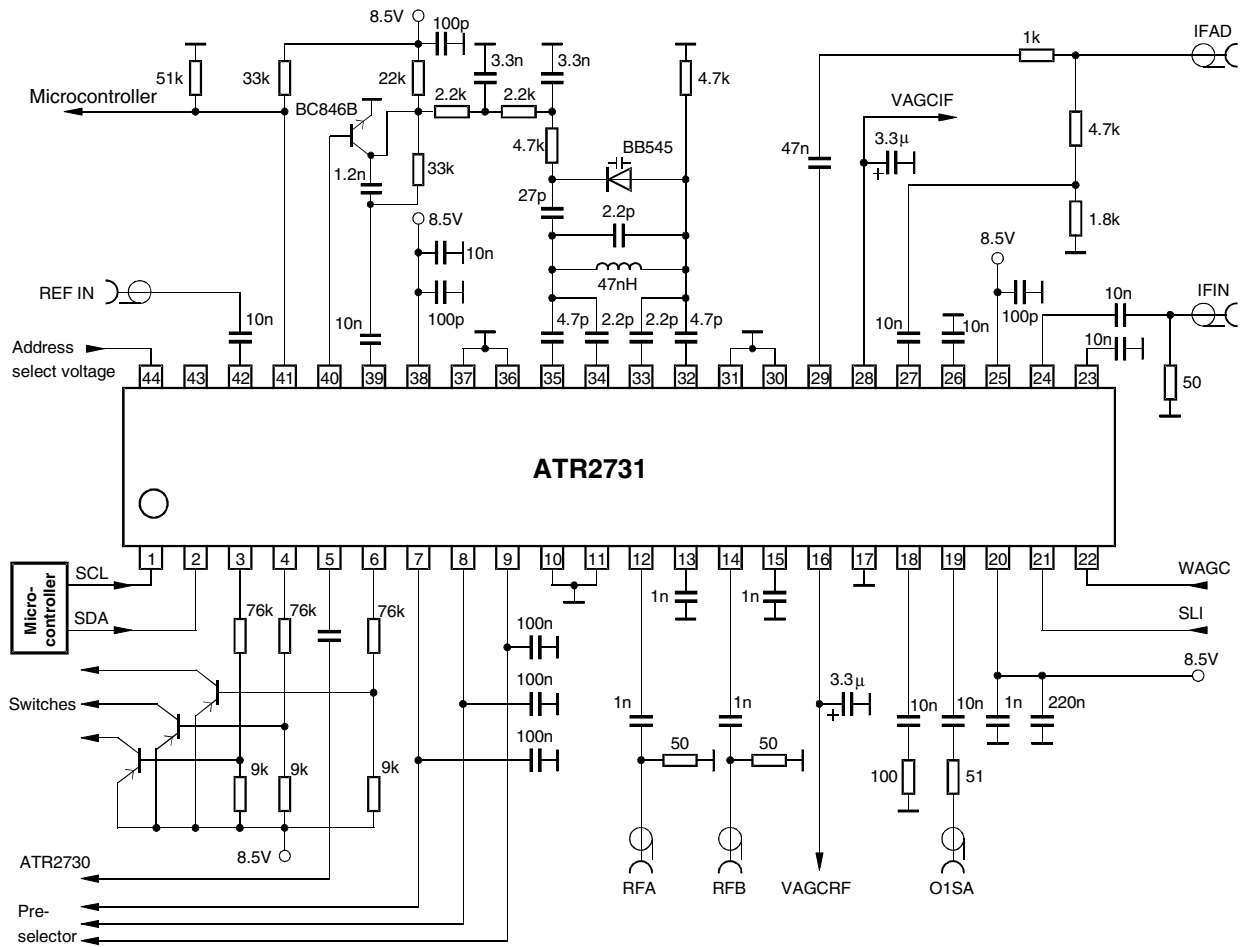 8.5V
100p
IFAD
1k
51k
33k
22k
3.3n
3.3n
4.7k
Microcontroller
BC846B
2.2k
2.2k
VAGCIF
4.7k
BB545
47n
3.3µ
+
4.7k
1.2n
33k
27p
8.5V
2.2p
1.8k
10n
8.5V
47nH
REF IN
100p
IFIN
10n
10n
4.7p
2.2p
2.2p
4.7p
10n
10n
100p
10n
10n
Address
select voltage
50
44 43 42 41 40 39 38 37 36 35 34 33 32 31 30 29 28 27 26 25 24 23
ATR2731
1 2 3 4 5 6 7 8 9 10 11 12 13 14 15 16 17 18 19 20 21 22
SCL
WAGC
Micro-
controller
SDA
76k
76k
76k
1n
1n
SLI
100n
8.5V
100n
3.3µ
+
Switches
1n
1n
10n
10n
1n
220n
100n
50
50
9k
9k
9k
100
51
8.5V
ATR2730
RFA
RFB
VAGCRF
O1SA
Pre-
selector